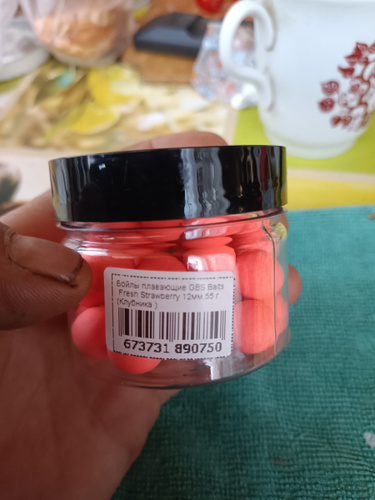 Бойлы плавающие GBS Baits
Fresh Strawberry 12мм 55 г
(Клубника )
673731 890750